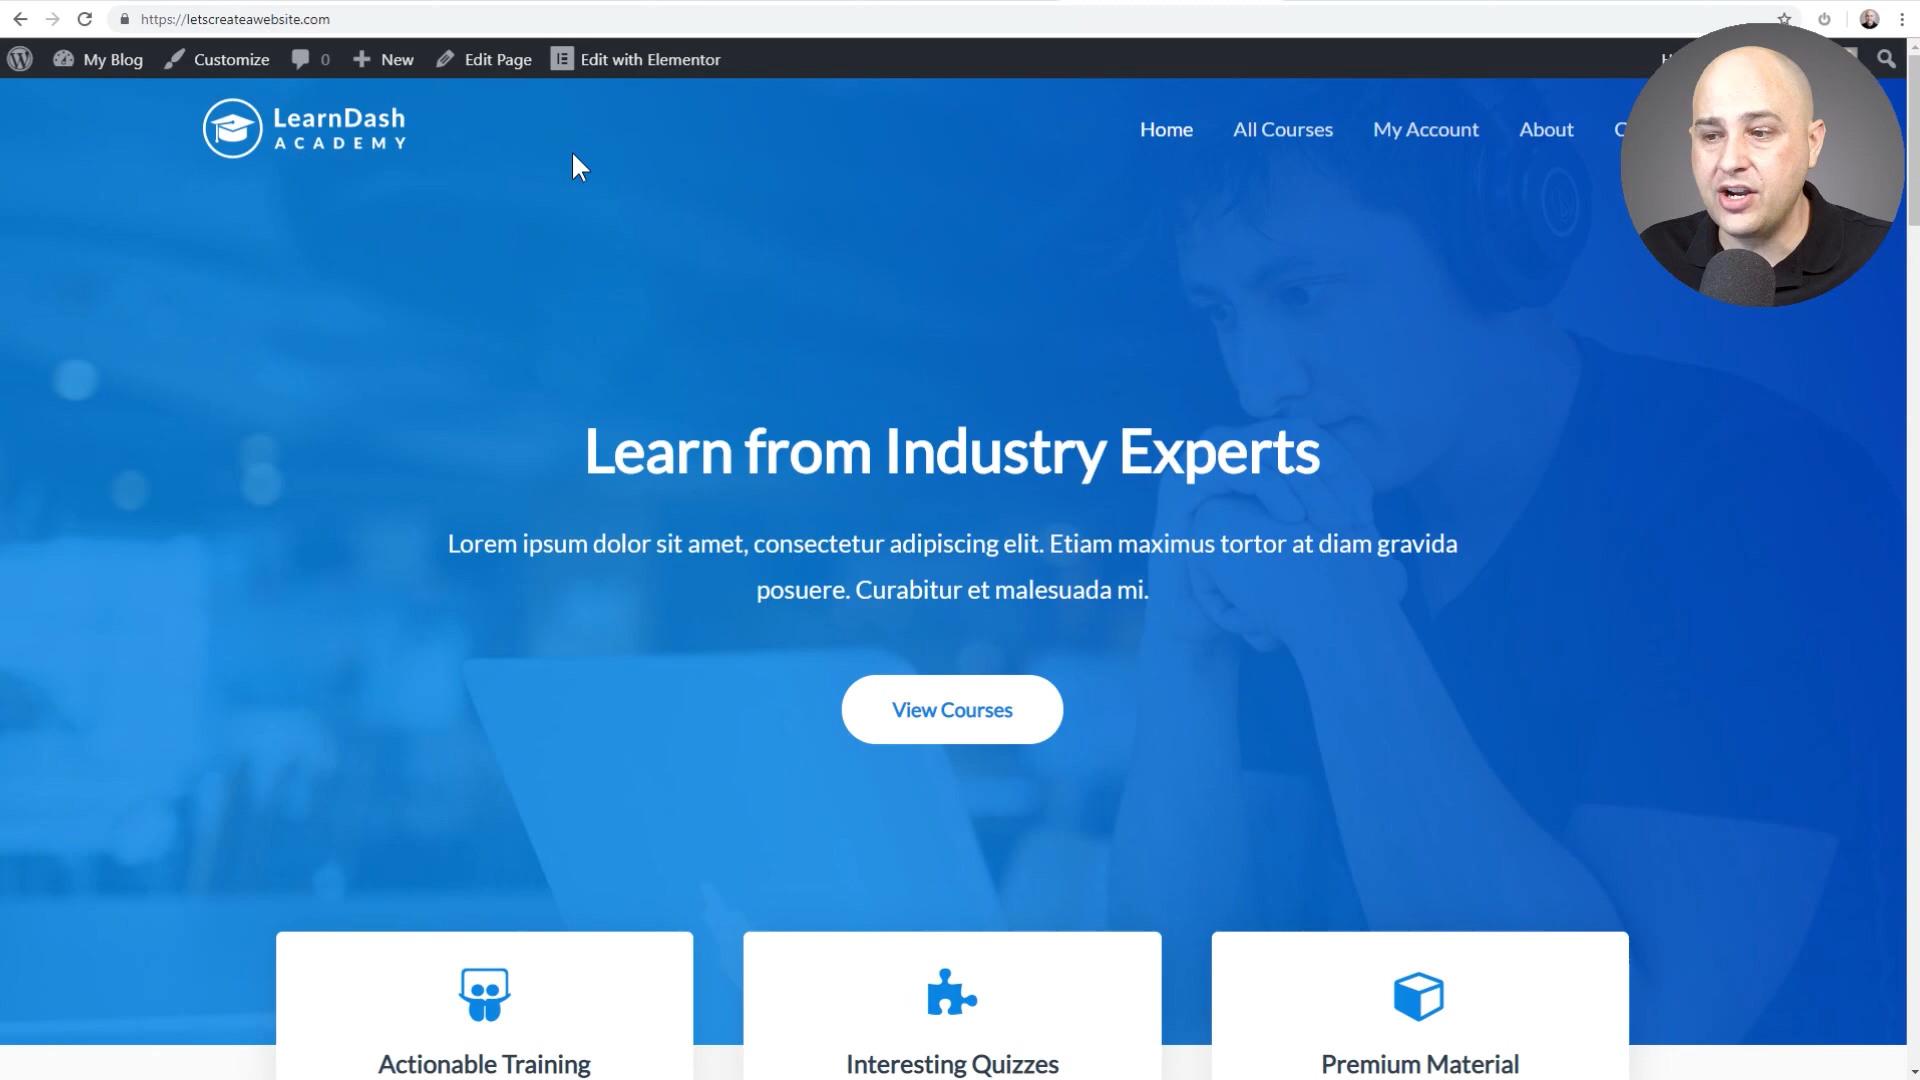 https://letscreateawebsite.com
My Blog Customize 0 New Edit Page Edit with Elementor
LearnDash
ACADEMY
Home All Courses My Account About
Learn from Industry Experts
Lorem ipsum dolor sit amet, consectetur adipiscing elit. Etiam maximus tortor at diam gravida
posuere. Curabitur et malesuada mi.
View Courses
Actionable Training Interesting Quizzes Premium Material